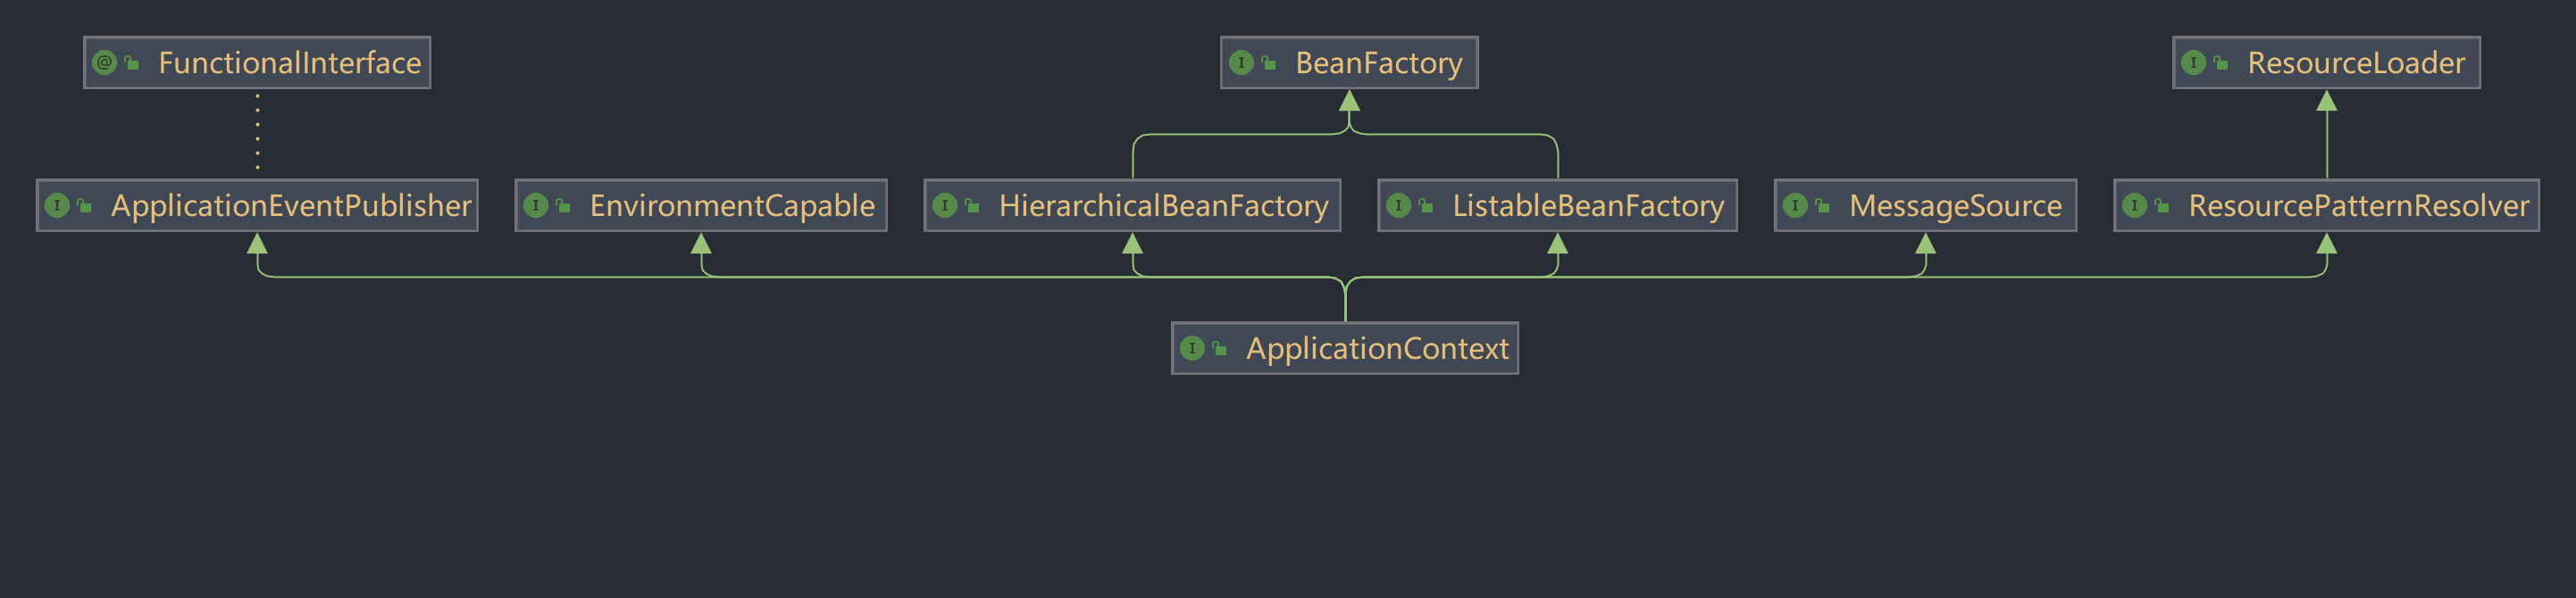 FunctionalInterface
BeanFactory
ResourceLoader
ApplicationEventPublisher
EnvironmentCapable
HierarchicalBeanFactory
ListableBeanFactory
MessageSource
ResourcePatternResolver
ApplicationContext